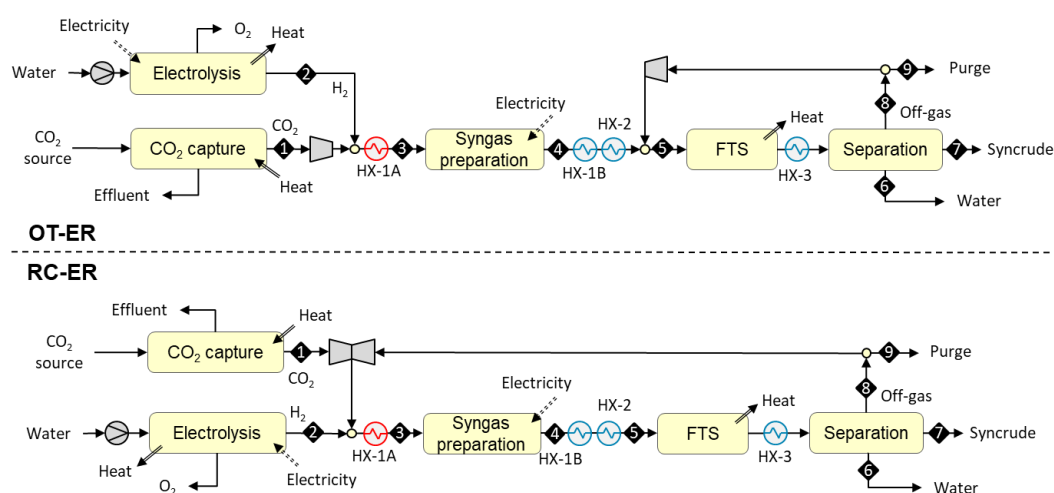 Electricity
O2
Heat
Water
Electrolysis
2
H2
9
Purge
8
Off-gas
Electricity
HX-2
CO2
source
CO2 capture
CO2
1
3
Syngas
preparation
4
5
FTS
Heat
Separation
7
Syncrude
HX-1A
HX-1B
HX-3
6
Effluent
Heat
Water
OT-ER
RC-ER
Effluent
Heat
CO2
source
CO2 capture
1
CO2
9
Purge
8
Off-gas
Electricity
HX-2
Heat
Water
Electrolysis
H2
2
3
Syngas
preparation
4
5
FTS
Separation
7
Syncrude
HX-1A
HX-1B
HX-3
Heat
Electricity
6
O2
Water